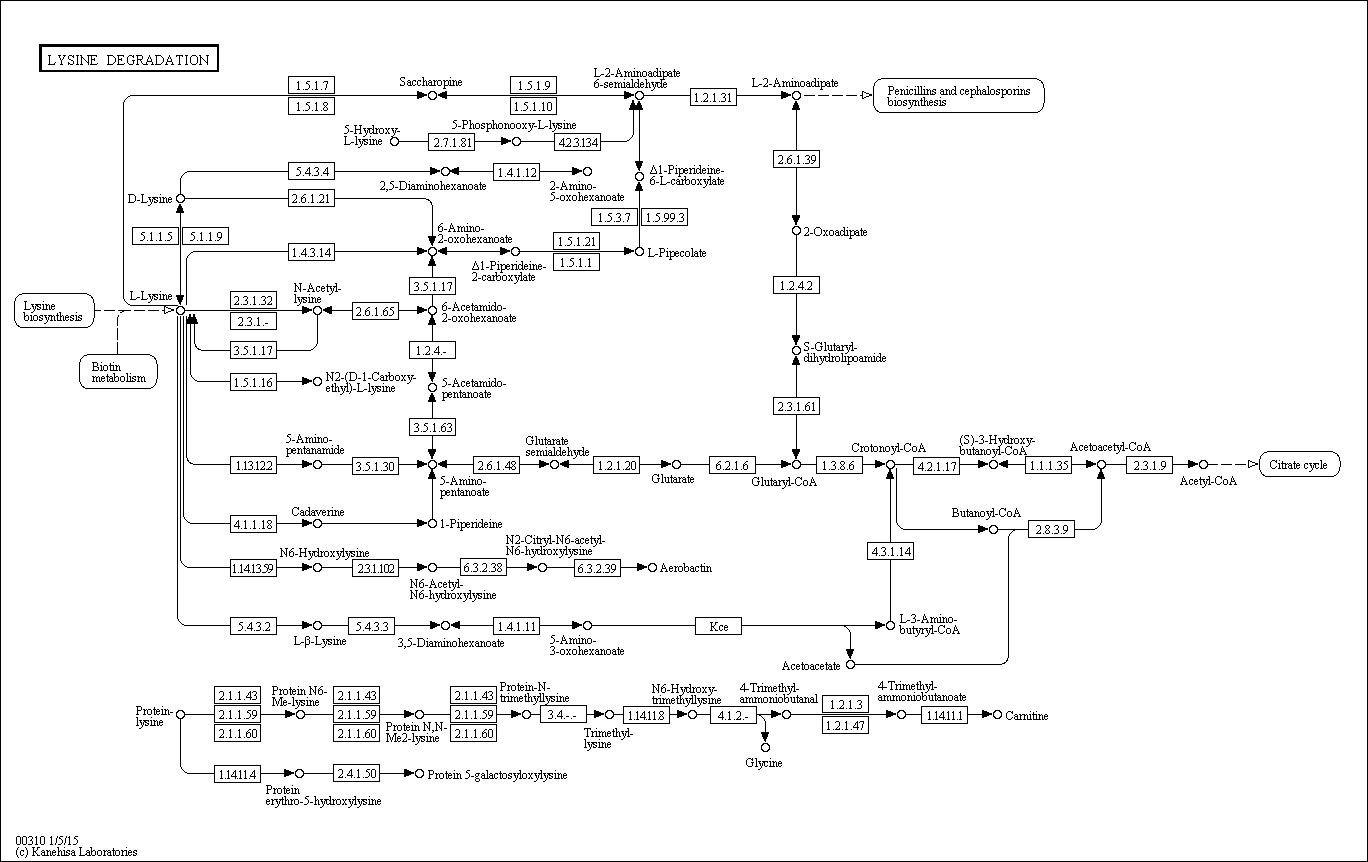 LYSINE DEGRADATION
1.5.1.7
1.5.1.8
Saccharopine
1.5.1.9
1.5.1.10
L-2-Aminoadipate
6-semialdehyde
1.2.1.31
L-2-Aminoadipate
Penicillins and cephalosporins
biosynthesis
5-Hydroxy-
L-lysine
2.7.1.81
5-Phosphonooxy-L-lysine
4.2.3.134
2.6.1.39
5.4.3.4
2,5-Diaminohexanoate
1.4.1.12
2-Amino-
5-oxohexanoate
Δ1-Piperideine-
6-L-carboxylate
D-Lysine
2.6.1.21
1.5.3.7
1.5.99.3
5.1.1.5
5.1.1.9
6-Amino-
2-oxohexanoate
2-Oxoadipate
1.4.3.14
1.5.1.21
1.5.1.1
L-Pipecolate
Δ1-Piperideine-
2-carboxylate
3.5.1.17
1.2.4.2
L-Lysine
Lysine
biosynthesis
2.3.1.32
2.3.1.-
N-Acetyl-
lysine
2.6.1.65
6-Acetamido-
2-oxohexanoate
3.5.1.17
1.2.4.-
S-Glutaryl-
dihydrolipoamide
Biotin
metabolism
1.5.1.16
N2-(D-1-Carboxy-
ethyl)-L-lysine
5-Acetamido-
pentanoate
2.3.1.61
3.5.1.63
5-Amino-
pentanamide
1.13.12.2
3.5.1.30
5-Amino-
pentanoate
2.6.1.48
Glutarate
semialdehyde
1.2.1.20
Glutarate
6.2.1.6
Glutaryl-CoA
1.3.8.6
Crotonoyl-CoA
4.2.1.17
(S)-3-Hydroxy-
butanoyl-CoA
1.1.1.35
Acetoacetyl-CoA
2.3.1.9
Acetyl-CoA
Citrate cycle
4.1.1.18
Cadaverine
1-Piperideine
Butanoyl-CoA
2.8.3.9
4.3.1.14
1.14.13.59
N6-Hydroxylysine
2.3.1.102
N6-Acetyl-
N6-hydroxylysine
6.3.2.38
N2-Citryl-N6-acetyl-
N6-hydroxylysine
6.3.2.39
Aerobactin
5.4.3.2
L-β-Lysine
5.4.3.3
3,5-Diaminohexanoate
1.4.1.11
5-Amino-
3-oxohexanoate
Kce
L-3-Amino-
butyryl-CoA
Acetoacetate
Protein-
lysine
2.1.1.43
2.1.1.59
2.1.1.60
Protein N6-
Me-lysine
2.1.1.43
2.1.1.59
2.1.1.60
Protein N,N-
Me2-lysine
2.1.1.43
2.1.1.59
2.1.1.60
Protein-N-
trimethyllysine
3.4.-.-
Trimethyl-
lysine
1.14.11.8
N6-Hydroxy-
trimethyllysine
4.1.2.-
Glycine
4-Trimethyl-
ammoniobutanal
1.2.1.3
1.2.1.47
4-Trimethyl-
ammoniobutanoate
1.14.11.1
Carnitine
1.14.11.4
Protein
erythro-5-hydroxylysine
2.4.1.50
Protein 5-galactosyloxylysine
00310 1/5/15
(c) Kanehisa Laboratories